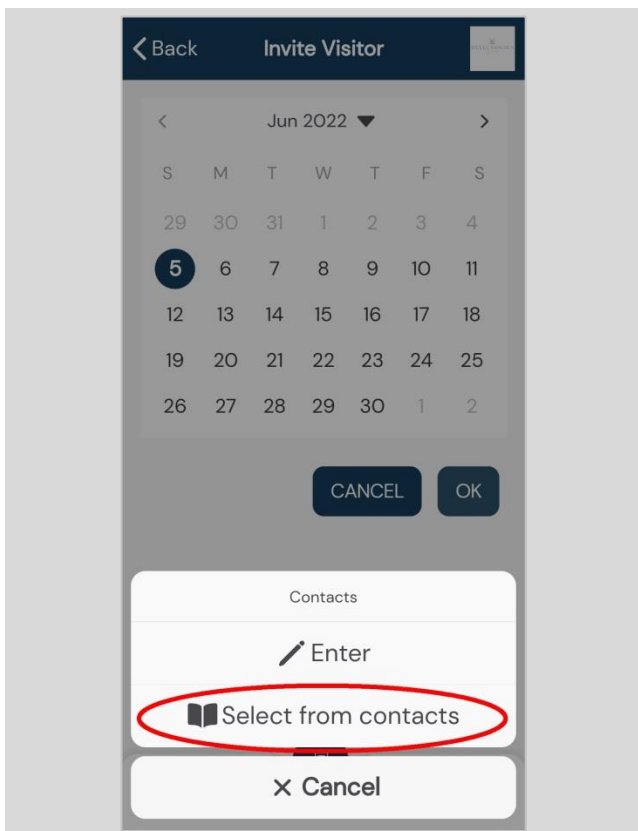 Back Invite Visitor
Jun 2022
S M T W T F S
29 30 31 1 2 3 4
5 6 7 8 9 10 11
12 13 14 15 16 17 18
19 20 21 22 23 24 25
26 27 28 29 30 1 2
CANCEL OK
Contacts
Enter
Select from contacts
Cancel